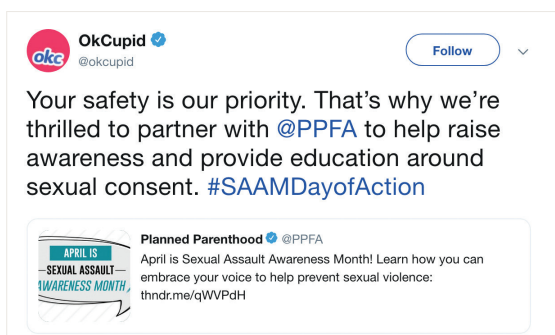 OkCupid
@okcupid
okc
Follow
Your safety is our priority. That’s why we’re
thrilled to partner with @PPFA to help raise
awareness and provide education around
sexual consent. #SAAMDayofAction
APRIL IS
SEXUAL ASSAULT
AWARENESS MONTH
Planned Parenthood @PPFA
April is Sexual Assault Awareness Month! Learn how you can
embrace your voice to help prevent sexual violence:
thndr.me/qWVPdH